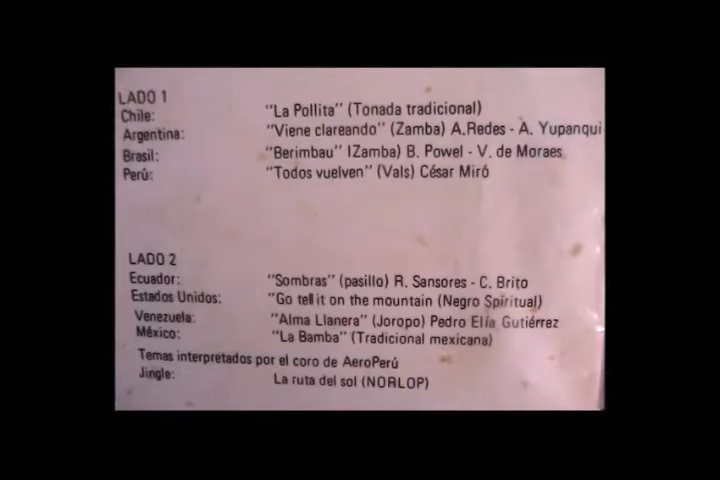 LADO 1
Chile: "La Pollita" (Tonada tradicional)
Argentina: "Viene clareando" (Zamba) A.Redes - A. Yupanqui
Brasil: "Berimbau" IZamba) B. Powel - V. de Moraes
Perú: "Todos vuelven" (Vals) César Miró
LADO 2
Ecuador: "Sombras" (pasillo) R. Sansores - C. Brito
Estados Unidos: "Go tell it on the mountain (Negro Spiritual)
Venezuela: "Alma Llanera" (Joropo) Pedro Elía Gutiérrez
México: "La Bamba" (Tradicional mexicana)
Temas interpretados por el coro de AeroPerú
Jingle: La ruta del sol (NORLOP)